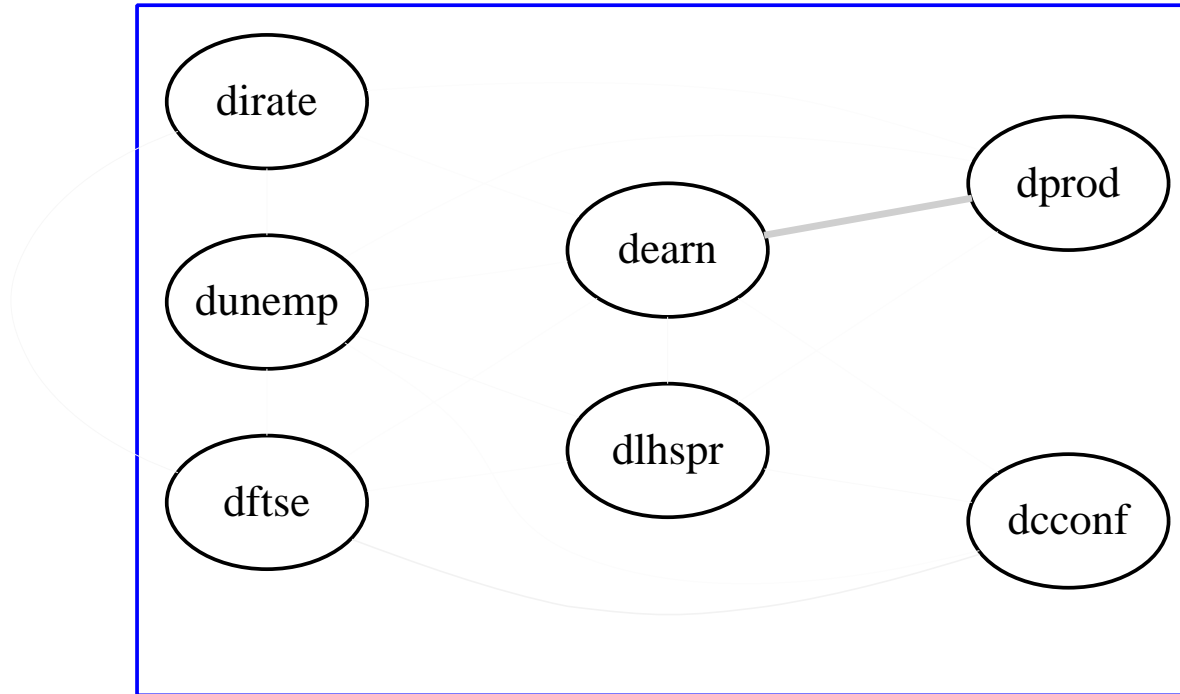 dirate
dprod
dearn
dunemp
dlhspr
dftse
dcconf